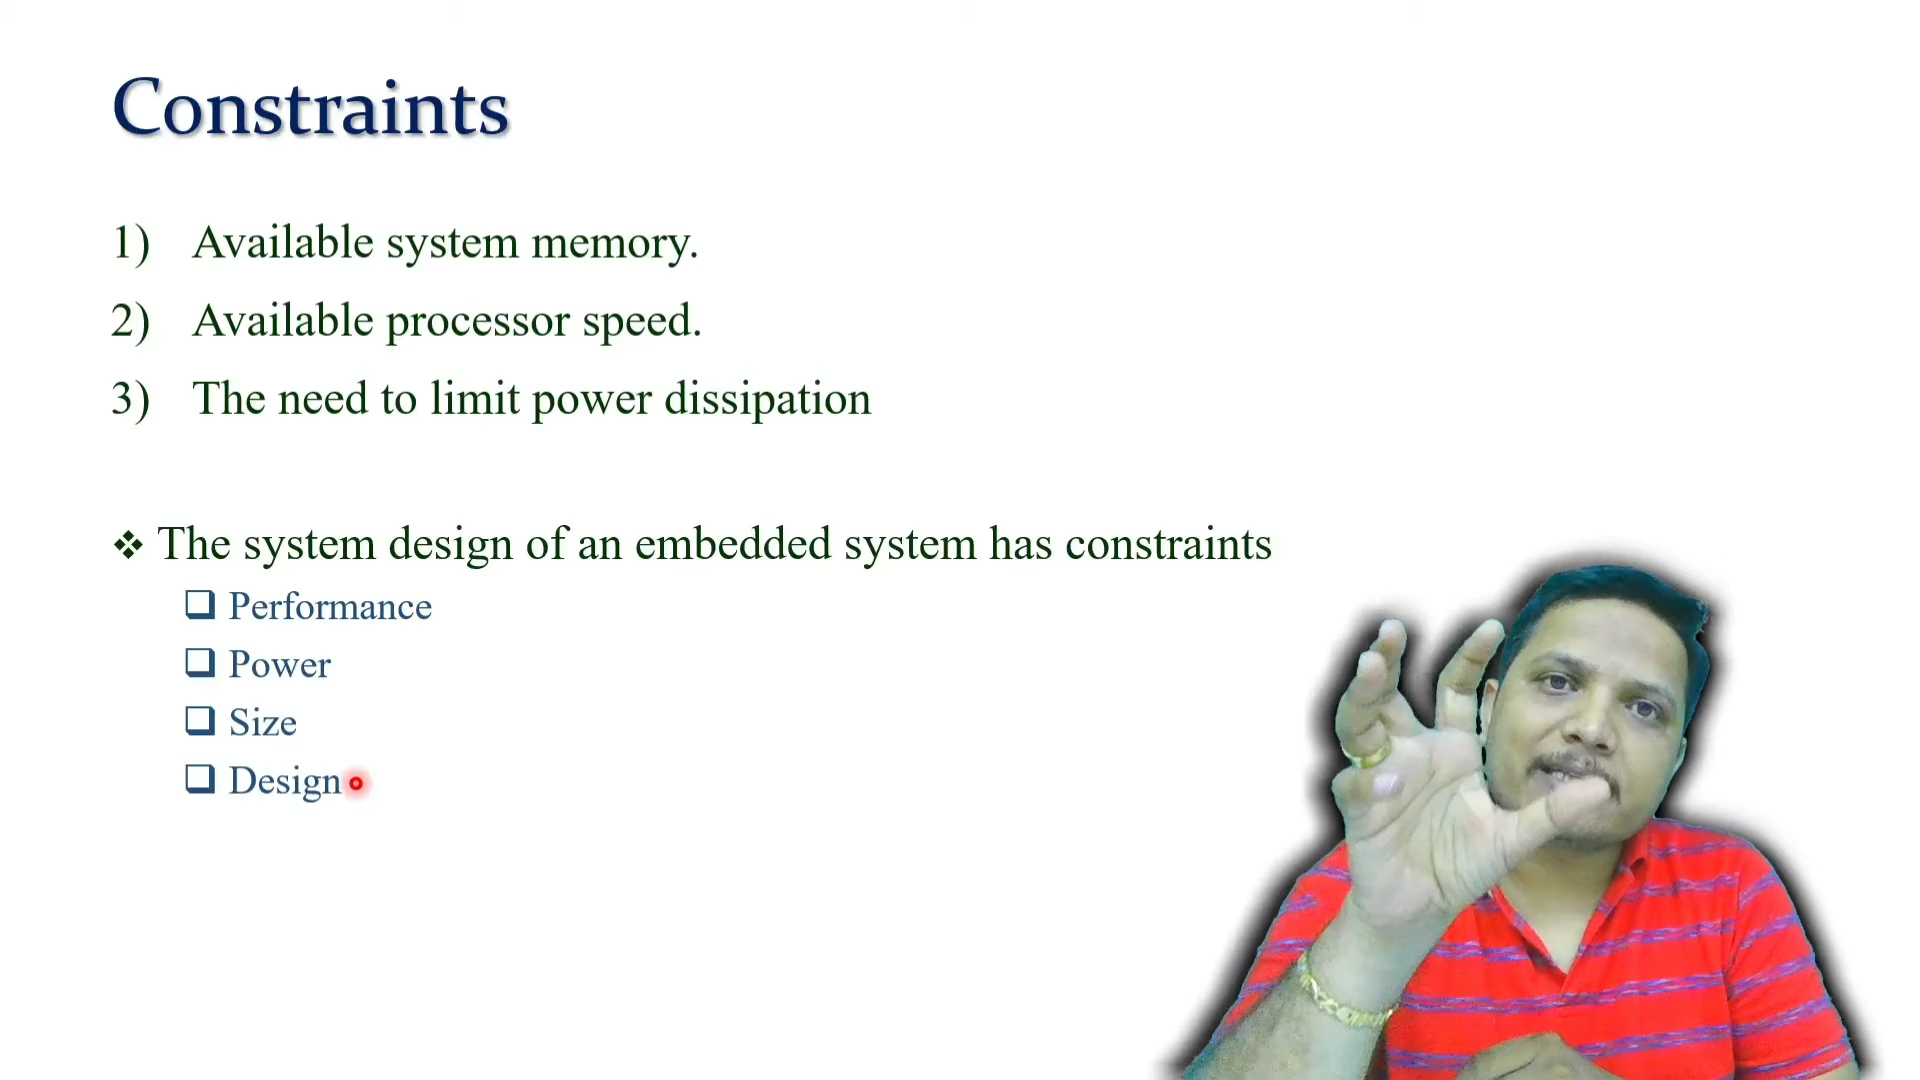 Constraints
1) Available system memory.
2) Available processor speed.
3) The need to limit power dissipation
❖ The system design of an embedded system has constraints
❑ Performance
❑ Power
❑ Size
❑ Design